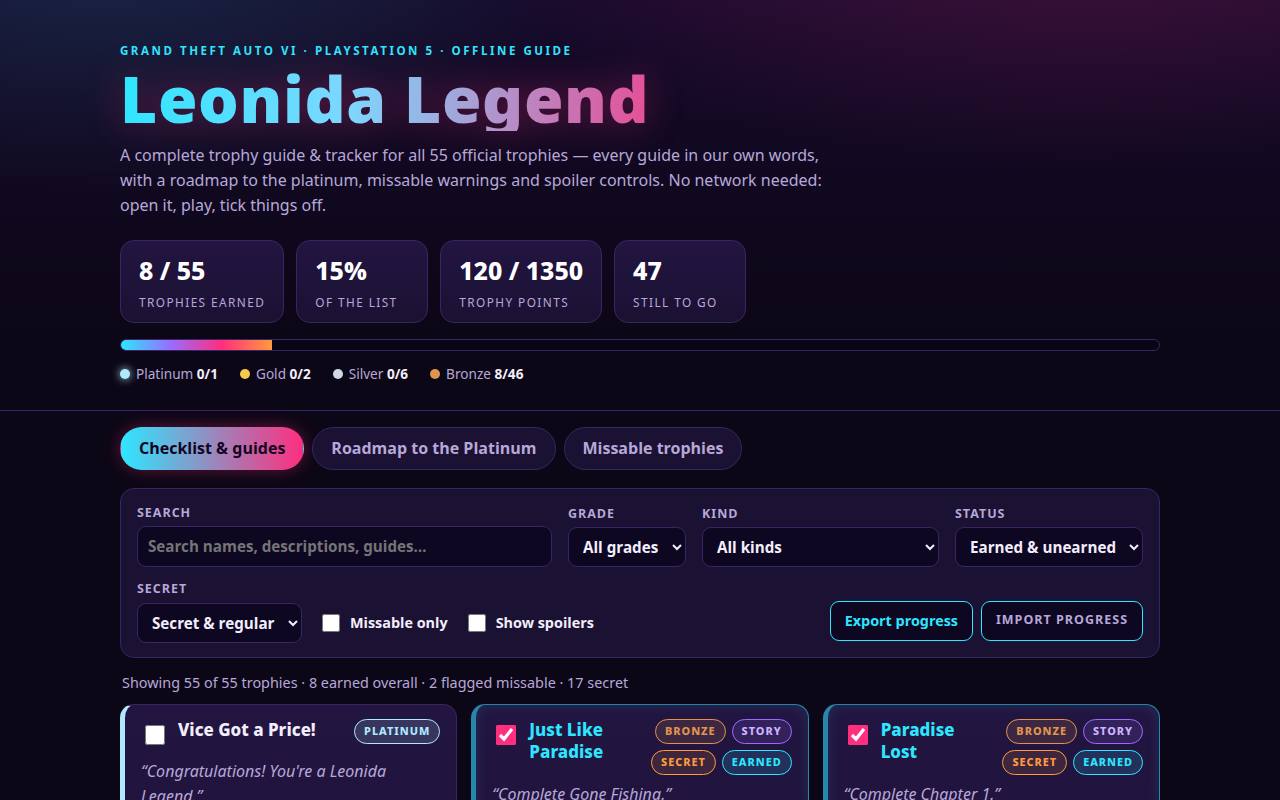 GRAND THEFT AUTO VI · PLAYSTATION 5 · OFFLINE GUIDE
Leonida Legend
A complete trophy guide & tracker for all 55 official trophies — every guide in our own words,
with a roadmap to the platinum, missable warnings and spoiler controls. No network needed:
open it, play, tick things off.
8 / 55
TROPHIES EARNED
15%
OF THE LIST
120 / 1350
TROPHY POINTS
47
STILL TO GO
Platinum 0/1 Gold 0/2 Silver 0/6 Bronze 8/46
Checklist & guides
Roadmap to the Platinum
Missable trophies
SEARCH
Search names, descriptions, guides...
GRADE
All grades
KIND
All kinds
STATUS
Earned & unearned
SECRET
Secret & regular
Missable only
Show spoilers
Export progress
IMPORT PROGRESS
Showing 55 of 55 trophies · 8 earned overall · 2 flagged missable · 17 secret
Vice Got a Price!
PLATINUM
“Congratulations! You're a Leonida
Legend.”
Just Like
Paradise
BRONZE
STORY
SECRET
EARNED
“Complete Gone Fishing.”
Paradise
Lost
BRONZE
STORY
SECRET
EARNED
“Complete Chapter 1.”